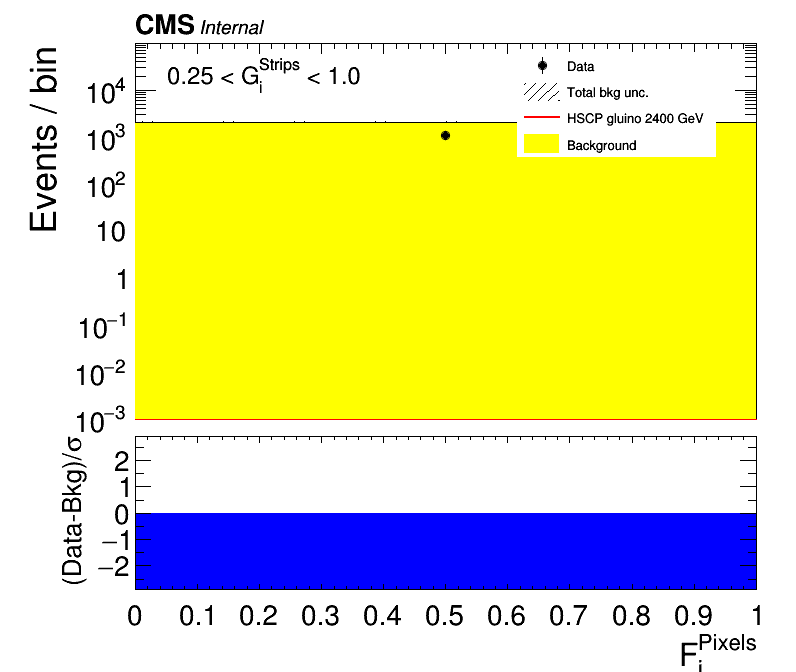 CMS Internal
0.25 < G_i^Strips < 1.0
Data
Total bkg unc.
HSCP gluino 2400 GeV
Background
Events / bin
10^4
10^3
10^2
10
1
10^−1
10^−2
10^−3
(Data-Bkg)/σ
2
1
0
−1
−2
0 0.1 0.2 0.3 0.4 0.5 0.6 0.7 0.8 0.9 1
F_i^Pixels